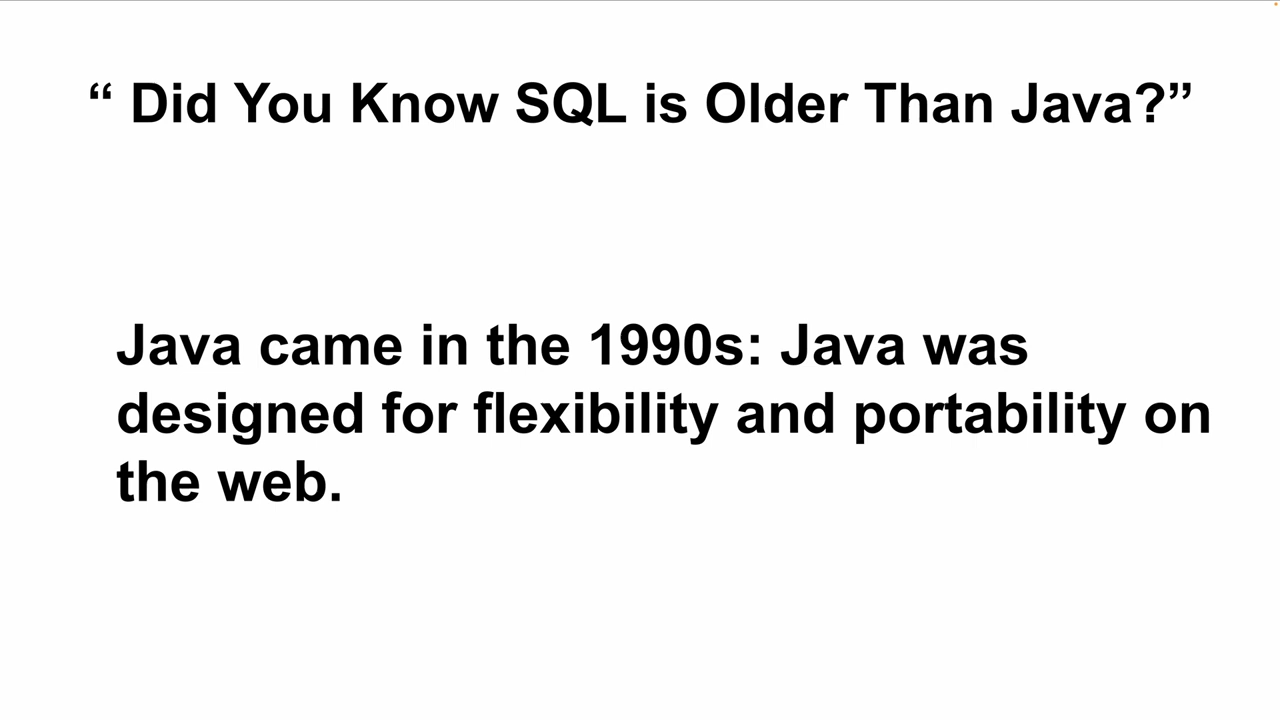 “ Did You Know SQL is Older Than Java?”
Java came in the 1990s: Java was
designed for flexibility and portability on
the web.